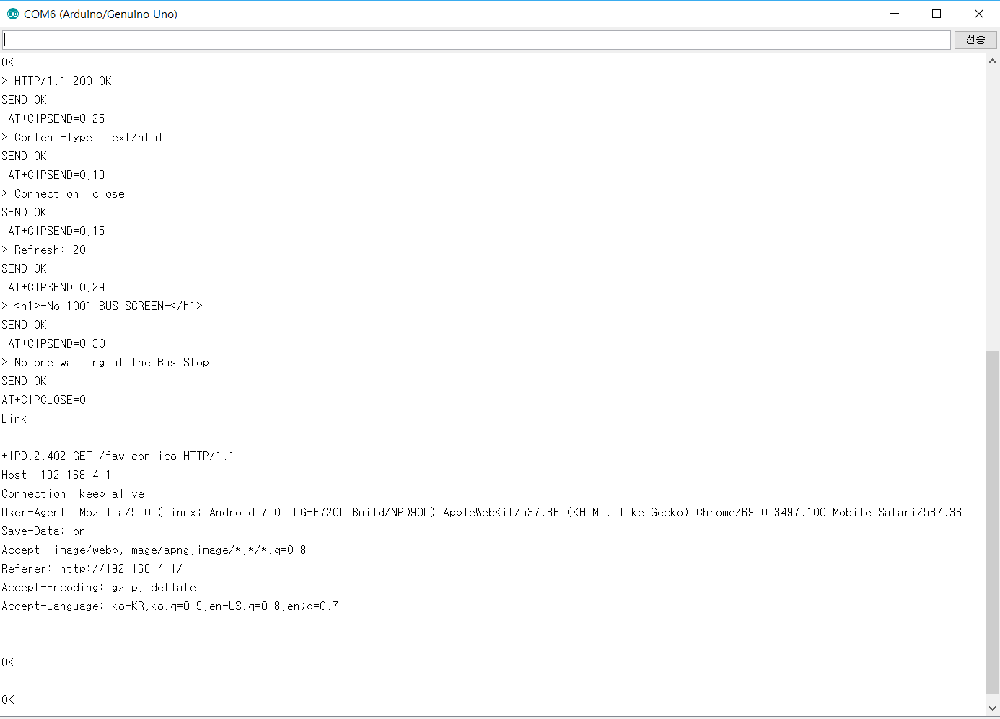 COM6 (Arduino/Genuino Uno)
전송
OK
> HTTP/1.1 200 OK
SEND OK
AT+CIPSEND=0,25
> Content-Type: text/html
SEND OK
AT+CIPSEND=0,19
> Connection: close
SEND OK
AT+CIPSEND=0,15
> Refresh: 20
SEND OK
AT+CIPSEND=0,29
> <h1>-No.1001 BUS SCREEN-</h1>
SEND OK
AT+CIPSEND=0,30
> No one waiting at the Bus Stop
SEND OK
AT+CIPCLOSE=0
Link
+IPD,2,402:GET /favicon.ico HTTP/1.1
Host: 192.168.4.1
Connection: keep-alive
User-Agent: Mozilla/5.0 (Linux; Android 7.0; LG-F720L Build/NRD90U) AppleWebKit/537.36 (KHTML, like Gecko) Chrome/69.0.3497.100 Mobile Safari/537.36
Save-Data: on
Accept: image/webp,image/apng,image/*,*/*;q=0.8
Referer: http://192.168.4.1/
Accept-Encoding: gzip, deflate
Accept-Language: ko-KR,ko;q=0.9,en-US;q=0.8,en;q=0.7
OK
OK